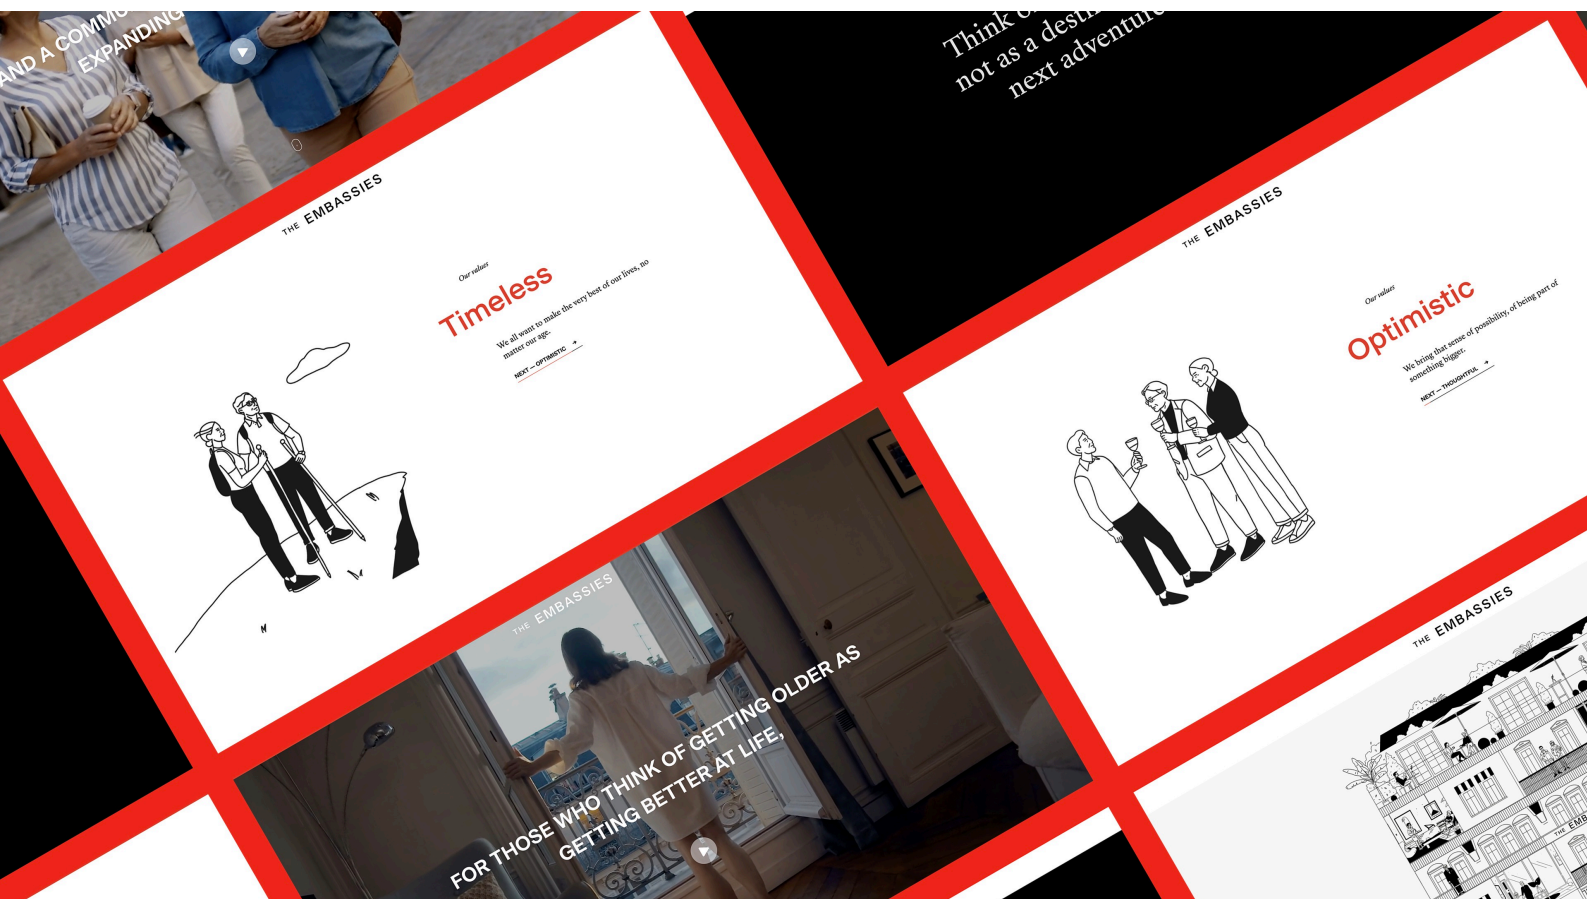 AND A COMMU
EXPANDING
THE EMBASSIES
Our values
Timeless
We all want to make the very best of our lives, no
matter our age.
NEXT — OPTIMISTIC
Think o
not as a desti
next adventure
THE EMBASSIES
Our values
Optimistic
We bring that sense of possibility, of being part of
something bigger.
NEXT — THOUGHTFUL
THE EMBASSIES
FOR THOSE WHO THINK OF GETTING OLDER AS
GETTING BETTER AT LIFE,
THE EMBASSIES
THE EMB